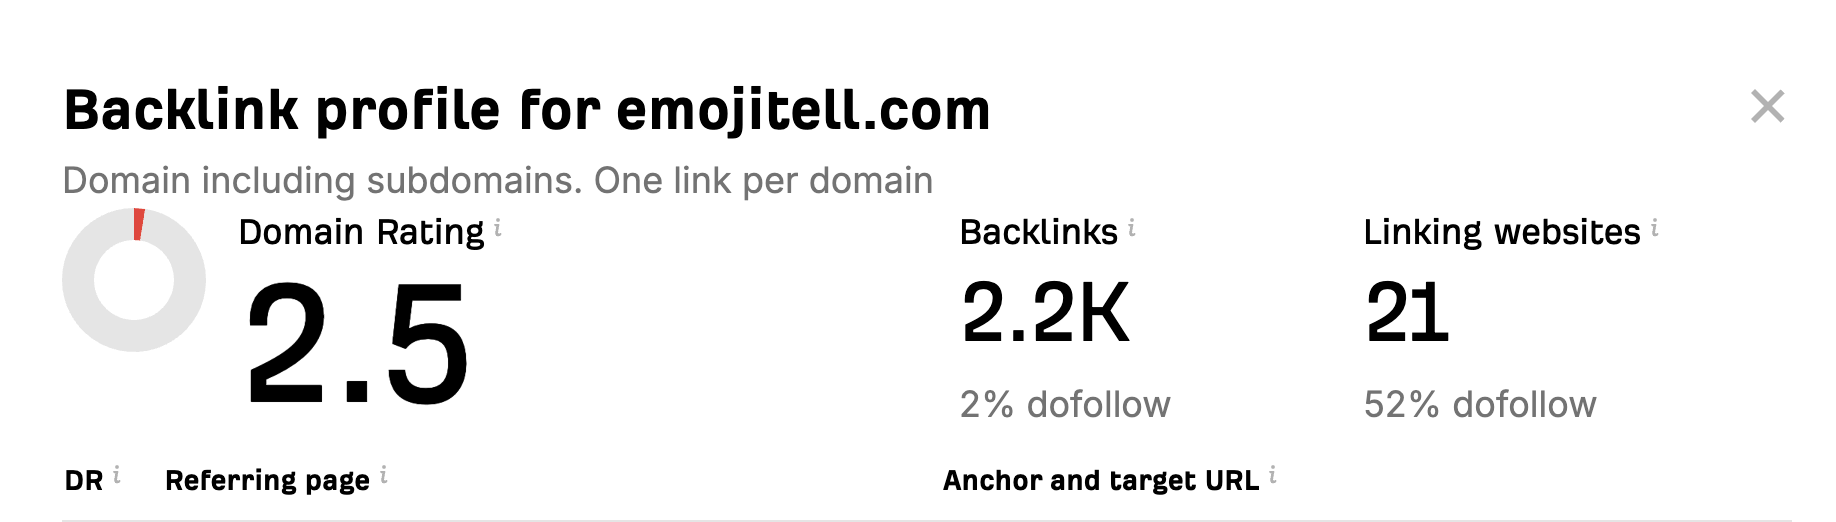 Backlink profile for emojitell.com
Domain including subdomains. One link per domain
Domain Rating i
2.5
Backlinks i
2.2K
2% dofollow
Linking websites i
21
52% dofollow
DR i Referring page i Anchor and target URL i